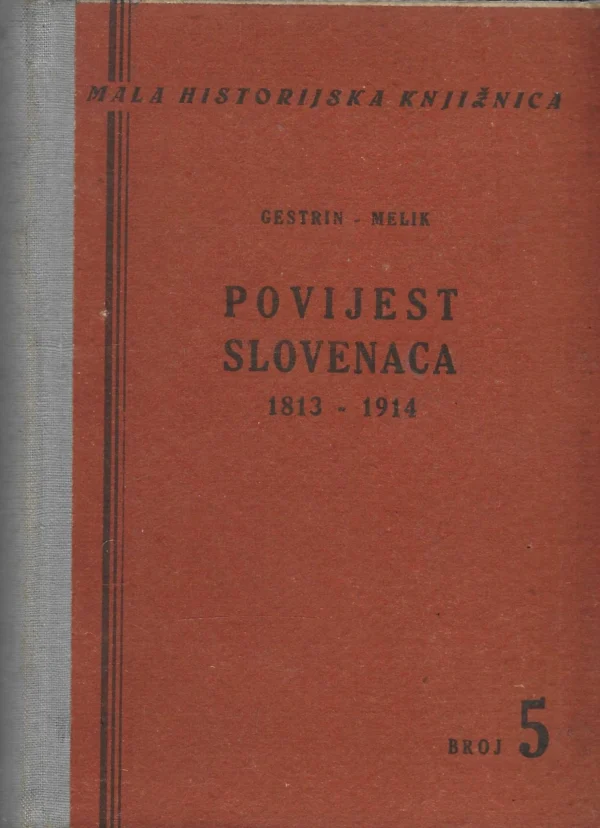 MALA HISTORIJSKA KNJIŽNICA
GESTRIN - MELIK
POVIJEST
SLOVENACA
1813 - 1914
BROJ 5